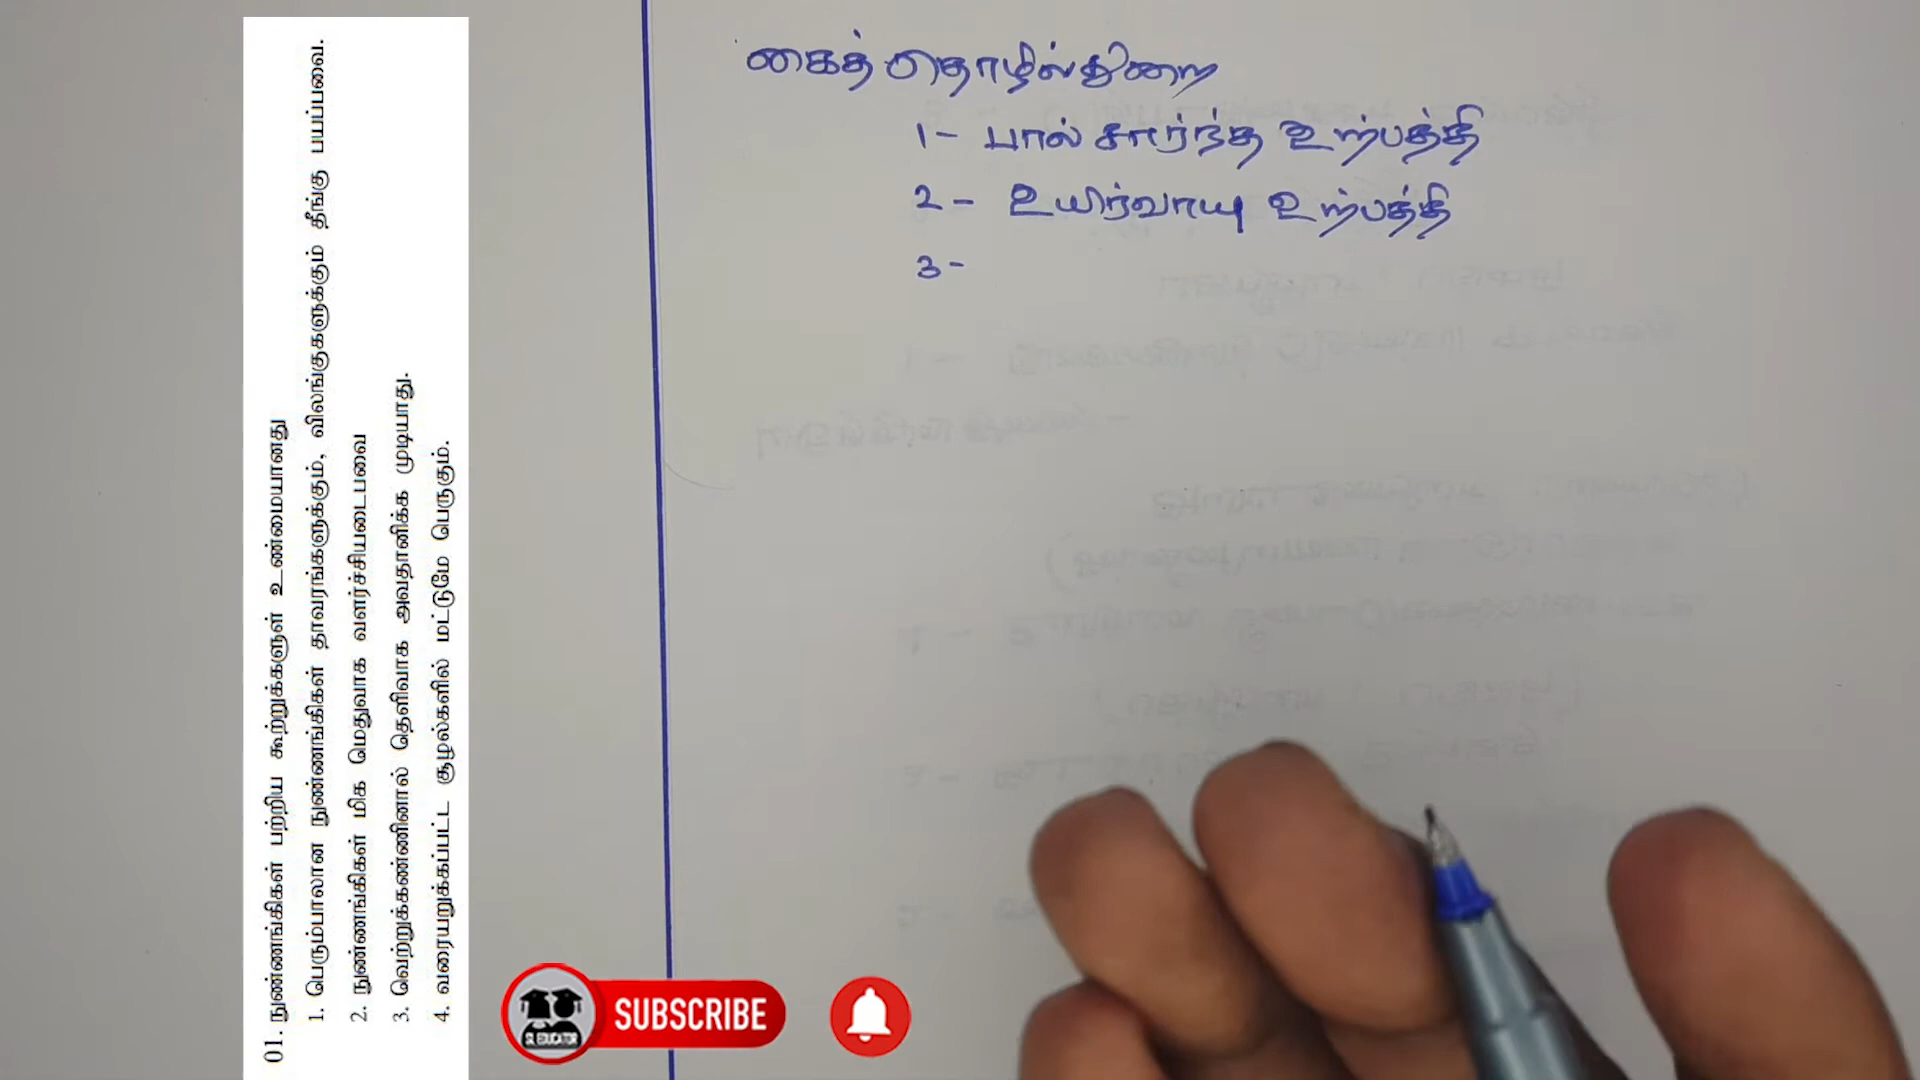 01. நுண்ணங்கிகள் பற்றிய கூற்றுக்களுள் உண்மையானது
1. பெரும்பாலான நுண்ணங்கிகள் தாவரங்களுக்கும், விலங்குகளுக்கும் தீங்கு பயப்பவை.
2. நுண்ணங்கிகள் மிக மெதுவாக வளர்ச்சியடைபவை
3. வெற்றுக்கண்ணினால் தெளிவாக அவதானிக்க முடியாது.
4. வரையறுக்கப்பட்ட சூழல்களில் மட்டுமே பெருகும்.
கைத் தொழில்துறை
1- பால் சார்ந்த உற்பத்தி
2- உயிர்வாயு உற்பத்தி
3-
SL EDUCATOR
SUBSCRIBE